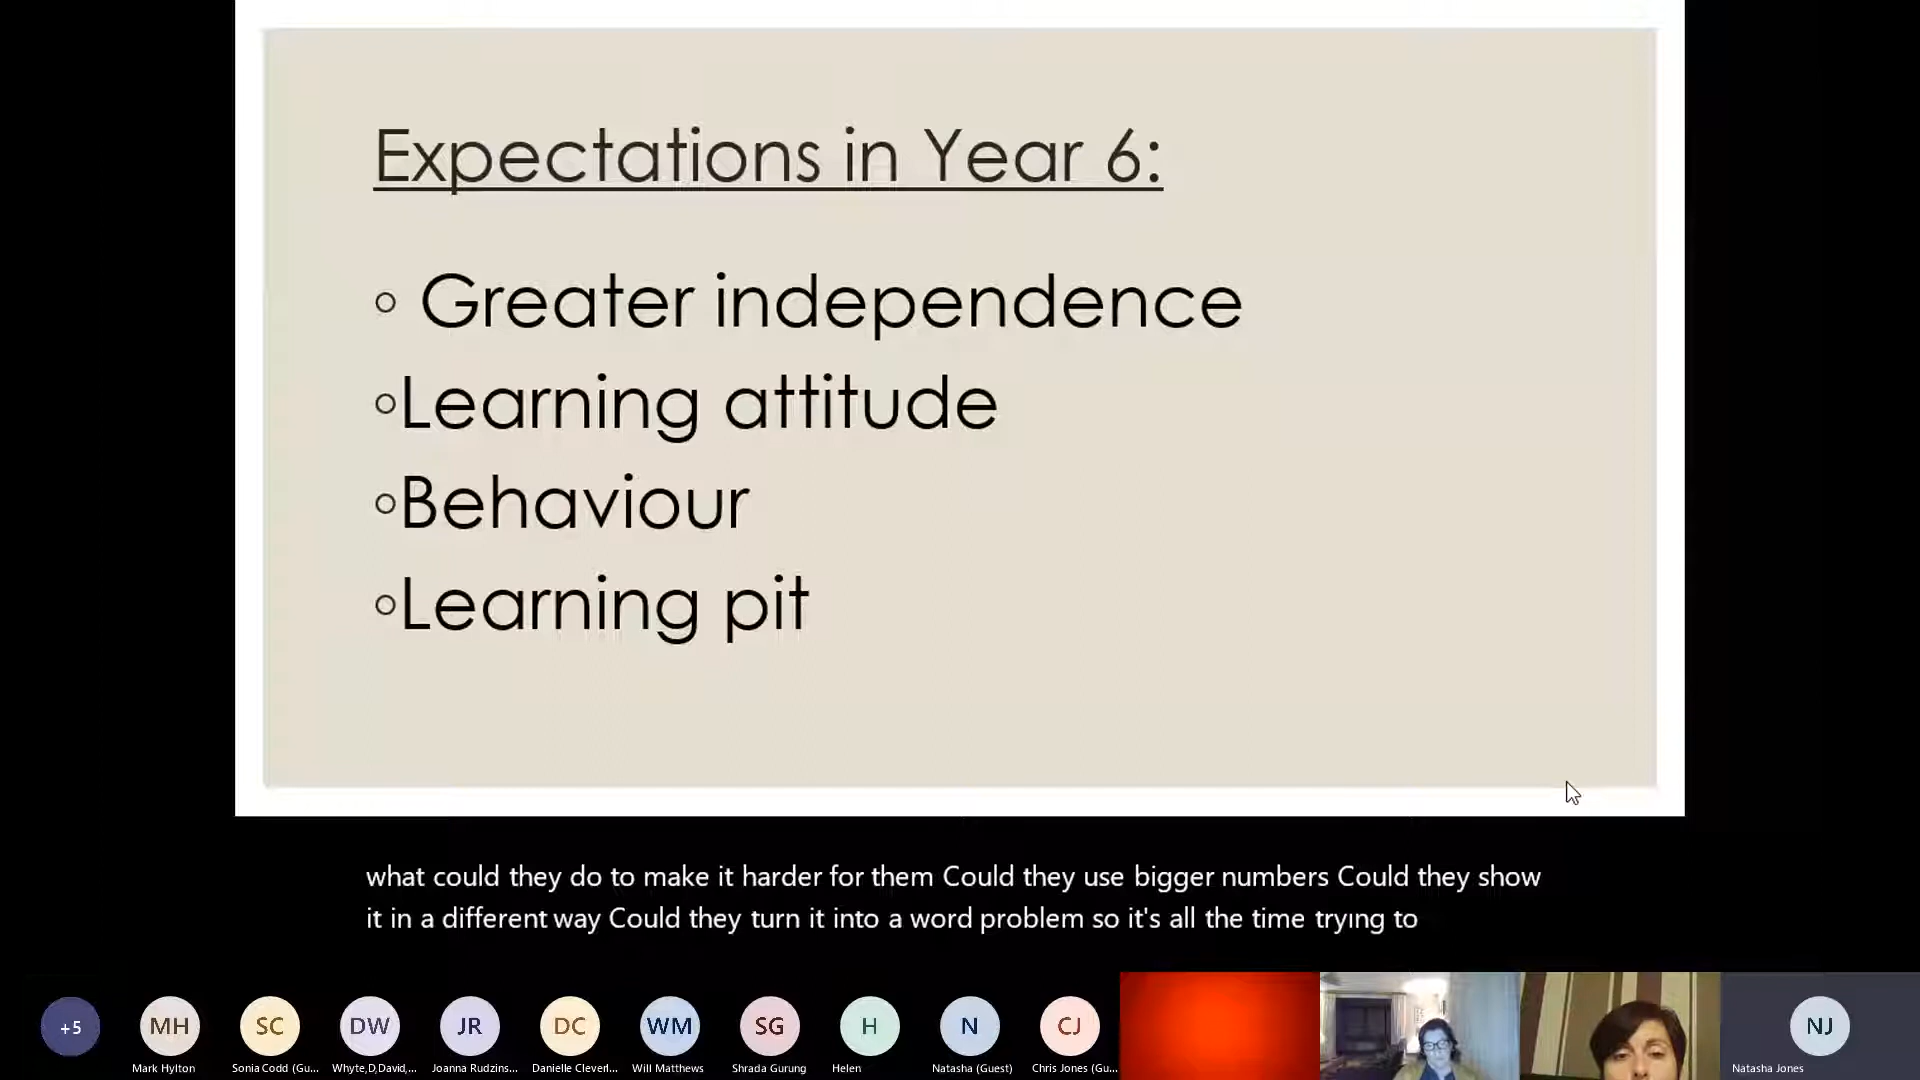 Expectations in Year 6:
◦ Greater independence
◦Learning attitude
◦Behaviour
◦Learning pit
what could they do to make it harder for them Could they use bigger numbers Could they show
it in a different way Could they turn it into a word problem so it's all the time trying to
+5
MH
SC
DW
JR
DC
WM
SG
H
N
CJ
NJ
Mark Hylton
Sonia Codd (Gu...
Whyte,D,David,...
Joanna Rudzins...
Danielle Cleverl...
Will Matthews
Shrada Gurung
Helen
Natasha (Guest)
Chris Jones (Gu...
Natasha Jones